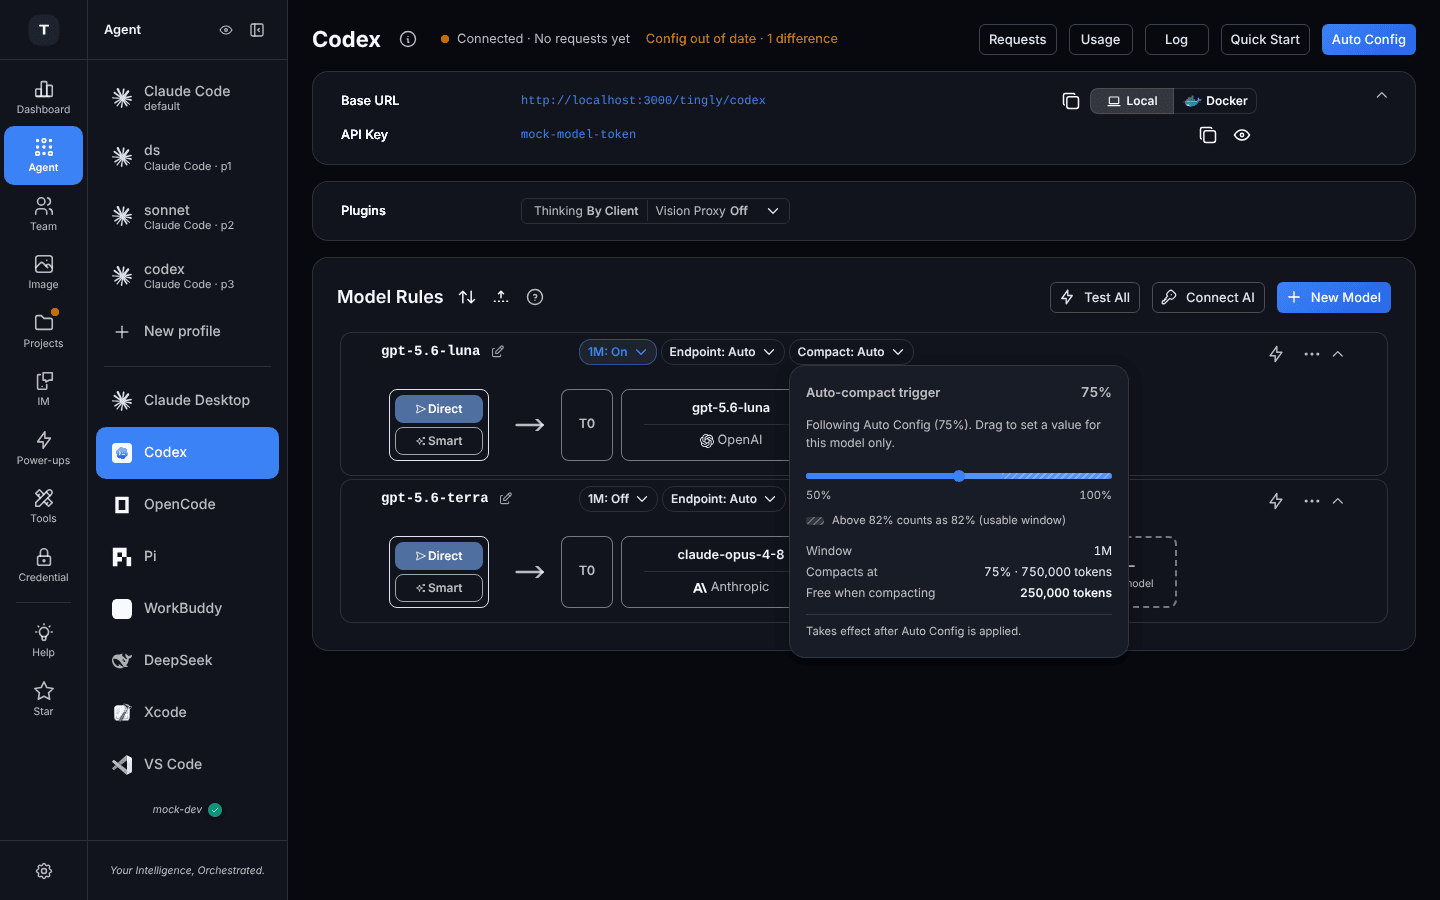 T
Dashboard
Agent
Team
Image
Projects
IM
Power-ups
Tools
Credential
Help
Star
Agent
Claude Code
default
ds
Claude Code · p1
sonnet
Claude Code · p2
codex
Claude Code · p3
New profile
Claude Desktop
Codex
OpenCode
Pi
WorkBuddy
DeepSeek
Xcode
VS Code
mock-dev
Your Intelligence, Orchestrated.
Codex
Connected · No requests yet
Config out of date · 1 difference
Requests
Usage
Log
Quick Start
Auto Config
Base URL
http://localhost:3000/tingly/codex
Local
Docker
API Key
mock-model-token
Plugins
Thinking By Client
Vision Proxy Off
Model Rules
Test All
Connect AI
New Model
gpt-5.6-luna
1M: On
Endpoint: Auto
Compact: Auto
Direct
Smart
T0
gpt-5.6-luna
OpenAI
gpt-5.6-terra
1M: Off
Endpoint: Auto
Direct
Smart
T0
claude-opus-4-8
Anthropic
Auto-compact trigger
75%
Following Auto Config (75%). Drag to set a value for
this model only.
50%
100%
Above 82% counts as 82% (usable window)
Window
1M
Compacts at
75% · 750,000 tokens
Free when compacting
250,000 tokens
Takes effect after Auto Config is applied.